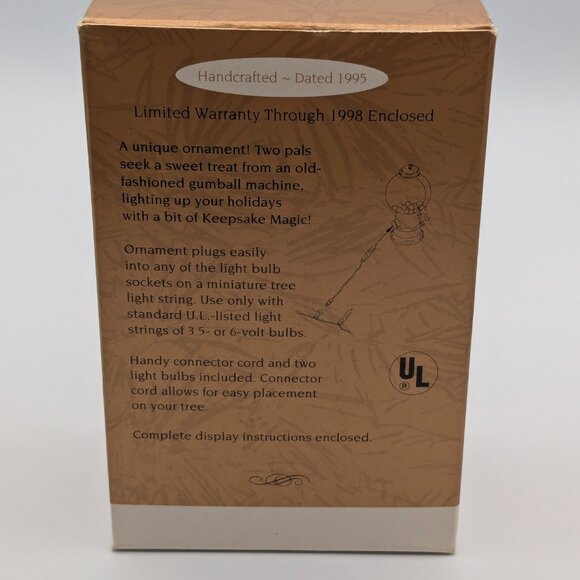 Handcrafted ~ Dated 1995
Limited Warranty Through 1998 Enclosed
A unique ornament! Two pals
seek a sweet treat from an old-
fashioned gumball machine,
lighting up your holidays
with a bit of Keepsake Magic!
Ornament plugs easily
into any of the light bulb
sockets on a miniature tree
light string. Use only with
standard U.L.-listed light
strings of 3.5- or 6-volt bulbs.
Handy connector cord and two
light bulbs included. Connector
cord allows for easy placement
on your tree.
UL
®
Complete display instructions enclosed.